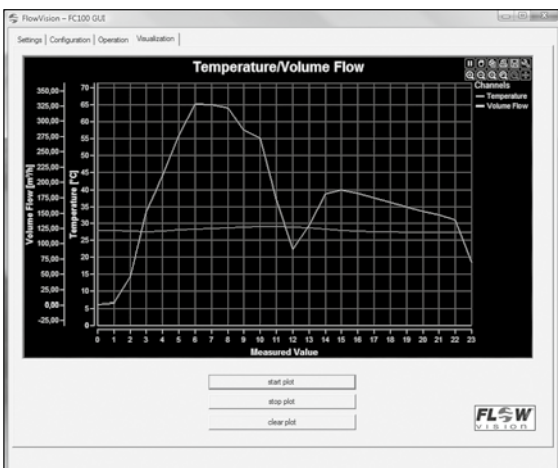 FlowVision - FC100 GUI
Settings | Configuration | Operation | Visualization
Temperature/Volume Flow
Channels
Temperature
Volume Flow
Volume Flow [m³/h]
350,00
325,00
300,00
275,00
250,00
225,00
200,00
175,00
150,00
125,00
100,00
75,00
50,00
25,00
0,00
-25,00
Temperature [°C]
70
65
60
55
50
45
40
35
30
25
20
15
10
5
0
0 1 2 3 4 5 6 7 8 9 10 11 12 13 14 15 16 17 18 19 20 21 22 23
Measured Value
start plot
stop plot
clear plot
FLOW
vision